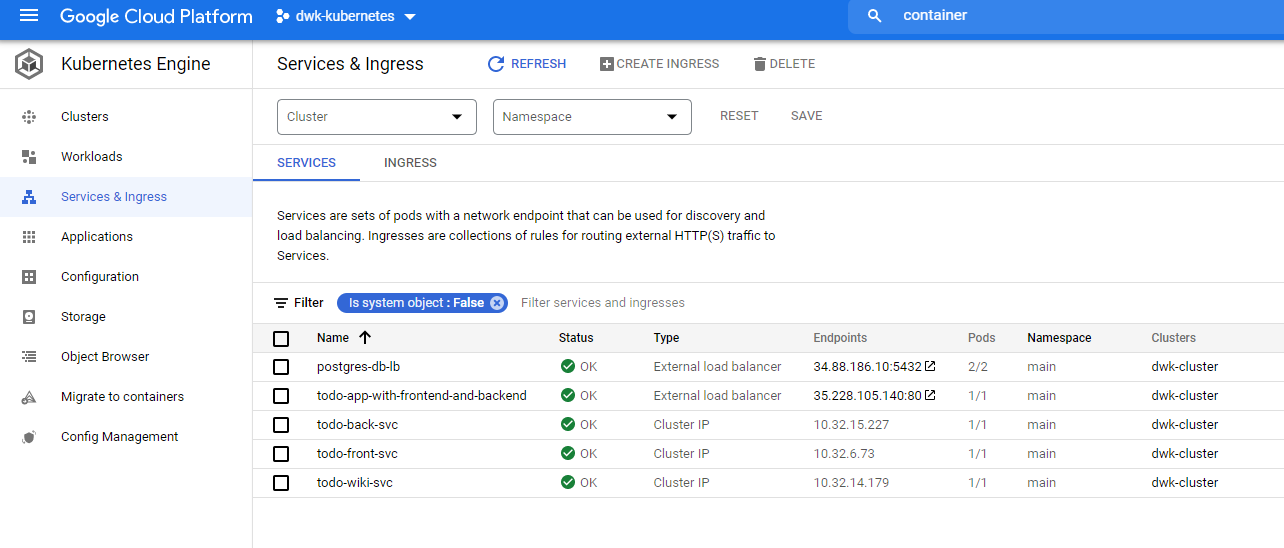 Google Cloud Platform dwk-kubernetes container
Kubernetes Engine
Services & Ingress REFRESH CREATE INGRESS DELETE
Clusters
Workloads
Services & Ingress
Applications
Configuration
Storage
Object Browser
Migrate to containers
Config Management
Cluster Namespace RESET SAVE
SERVICES INGRESS
Services are sets of pods with a network endpoint that can be used for discovery and
load balancing. Ingresses are collections of rules for routing external HTTP(S) traffic to
Services.
Filter Is system object : False Filter services and ingresses
Name Status Type Endpoints Pods Namespace Clusters
postgres-db-lb OK External load balancer 34.88.186.10:5432 2/2 main dwk-cluster
todo-app-with-frontend-and-backend OK External load balancer 35.228.105.140:80 1/1 main dwk-cluster
todo-back-svc OK Cluster IP 10.32.15.227 1/1 main dwk-cluster
todo-front-svc OK Cluster IP 10.32.6.73 1/1 main dwk-cluster
todo-wiki-svc OK Cluster IP 10.32.14.179 1/1 main dwk-cluster